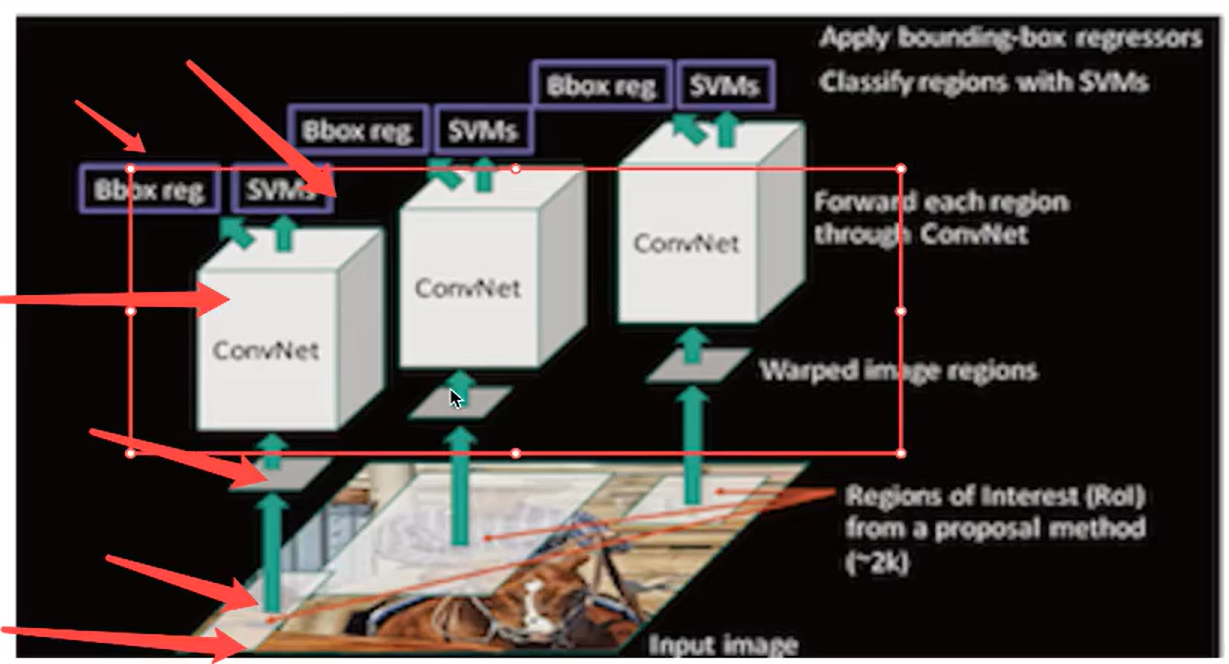 Apply bounding-box regressors
Bbox reg SVMs Classify regions with SVMs
Bbox reg SVMs
Bbox reg SVMs
Forward each region
through ConvNet
ConvNet
ConvNet
ConvNet
Warped image regions
Regions of Interest (RoI)
from a proposal method
(~2k)
Input image